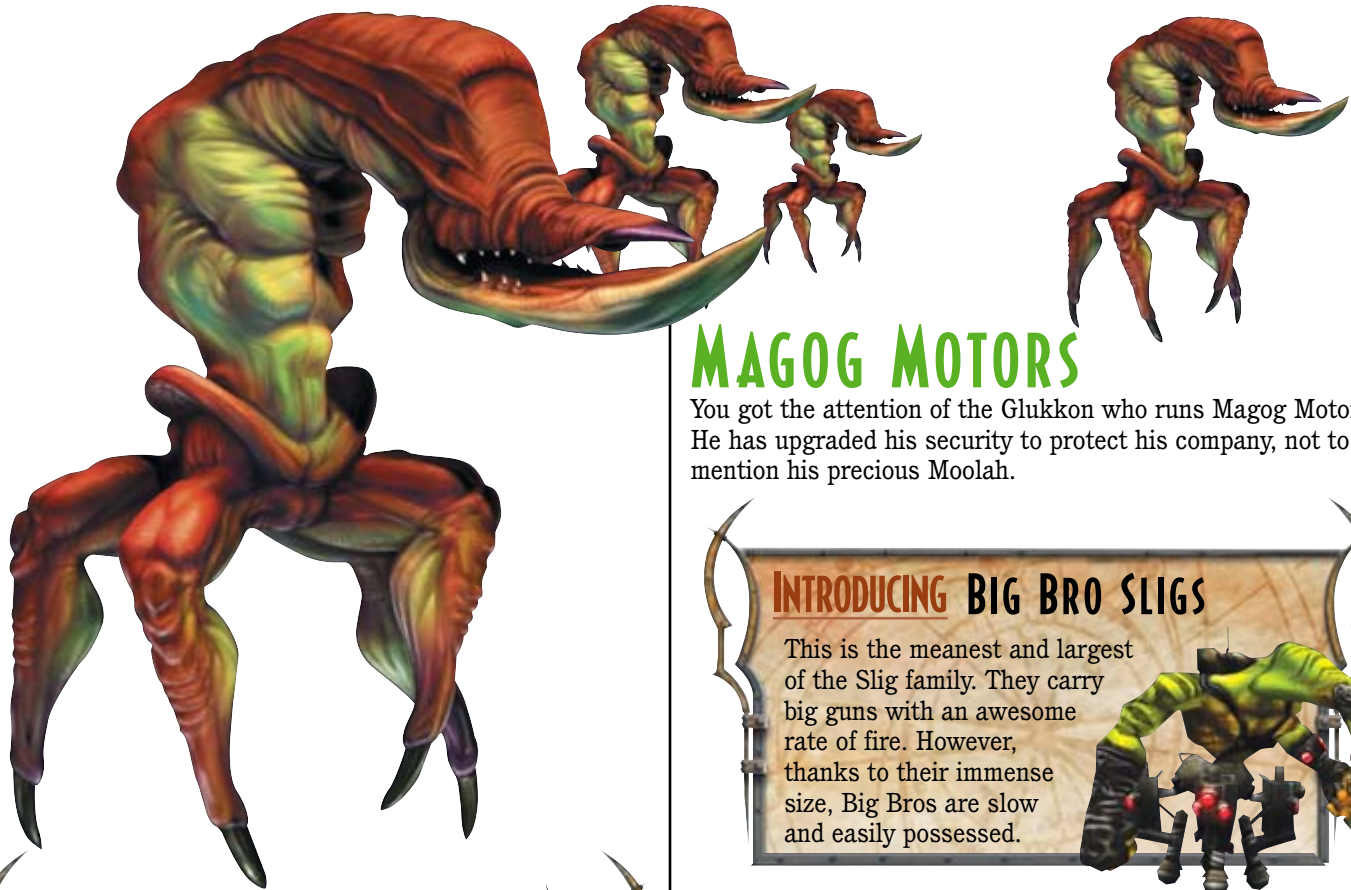 MAGOG MOTORS
You got the attention of the Glukkon who runs Magog
He has upgraded his security to protect his company, not to
mention his precious Moolah.
INTRODUCING BIG BRO SLIGS
This is the meanest and largest
of the Slig family. They carry
big guns with an awesome
rate of fire. However,
thanks to their immense
size, Big Bros are slow
and easily possessed.